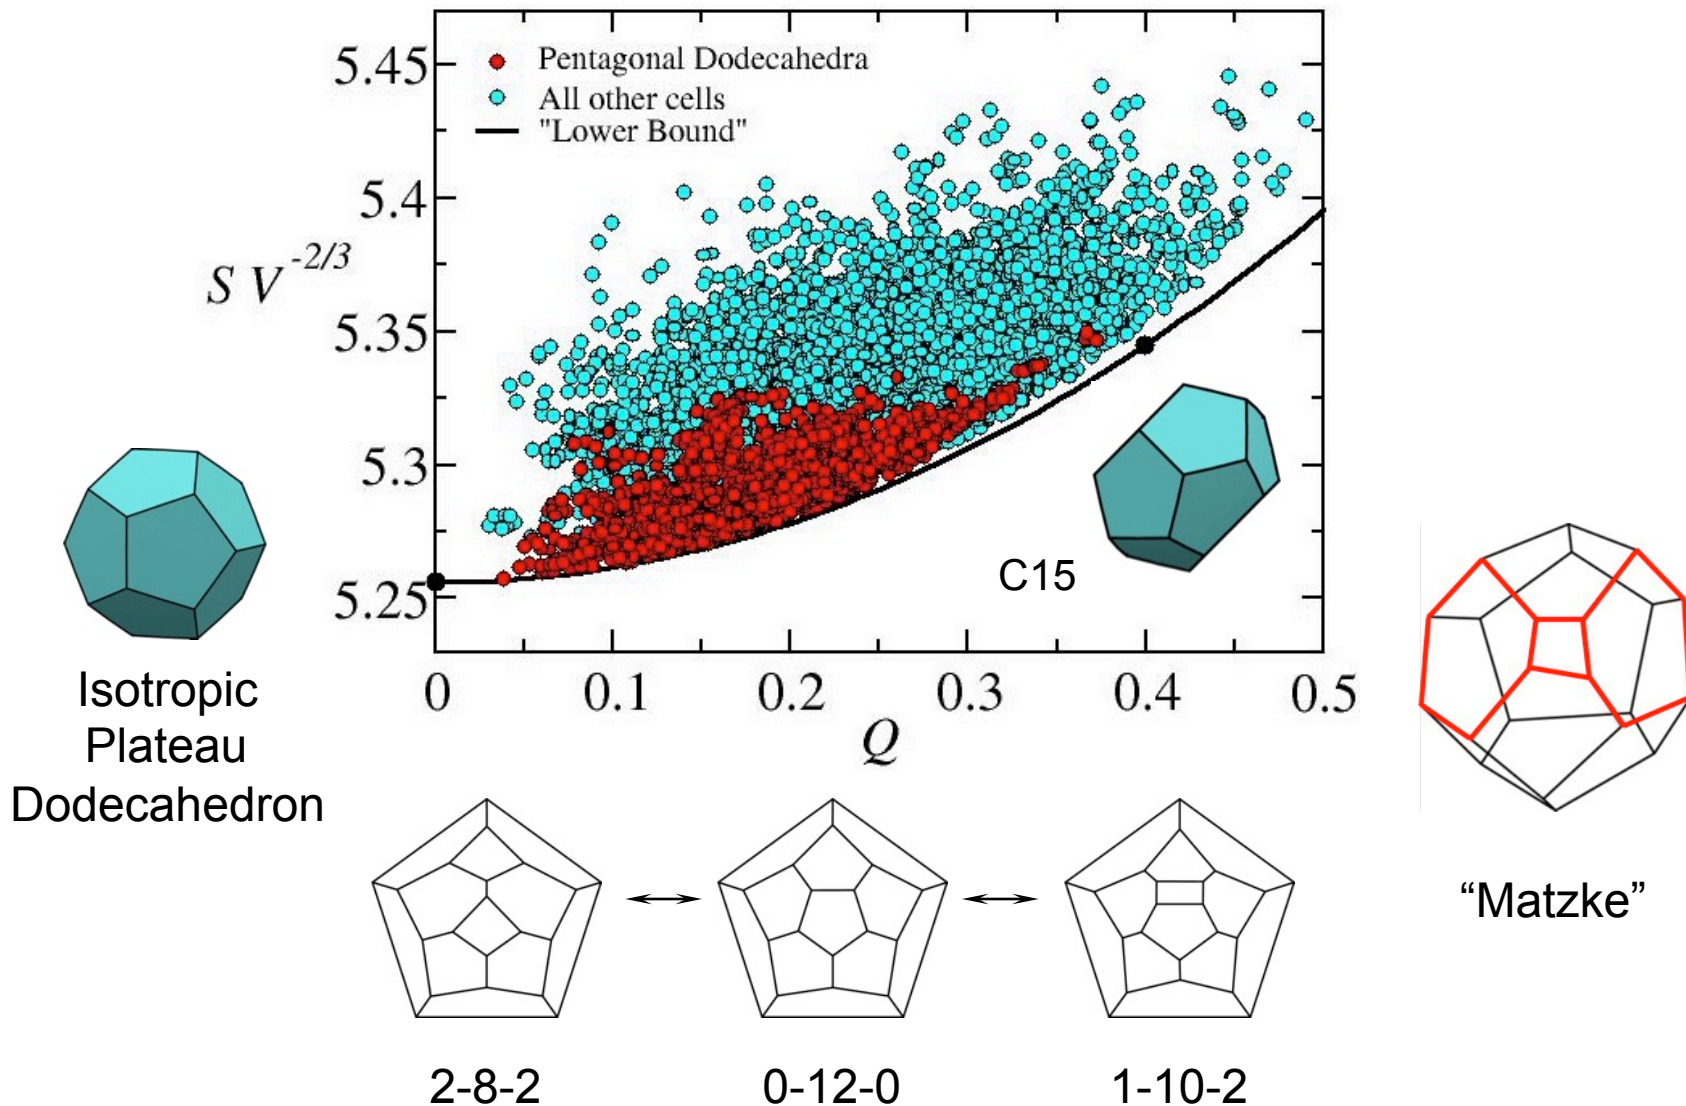 5.45
5.4
5.35
5.3
5.25
S V^-2/3
Pentagonal Dodecahedra
All other cells
"Lower Bound"
C15
0
0.1
0.2
0.3
0.4
0.5
Q
Isotropic
Plateau
Dodecahedron
“Matzke”
2-8-2
0-12-0
1-10-2